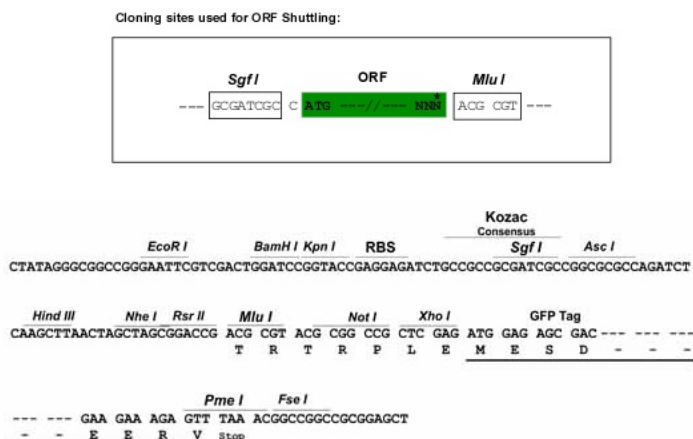 Cloning sites used for ORF Shuttling:
Sgf I ORF Mlu I
--- GCGATCGC C ATG ---//--- NNN* ACG CGT ---
Kozac
Consensus
EcoR I BamH I Kpn I RBS Sgf I Asc I
CTATAGGGCGGCCGGGAATTCGTCGACTGGATCCGGTACCGAGGAGATCTGCCGCCGCGATCGCCGGCGCGCCAGATCT
Hind III Nhe I Rsr II Mlu I Not I Xho I GFP Tag
CAAGCTTAACTAGCTAGCGGACCG ACG CGT ACG CGG CCG CTC GAG ATG GAG AGC GAC --- --- ---
T R T R P L E M E S D - - -
Pme I Fse I
--- --- GAA GAA AGA GTT TAA ACGGCCGGCCGCGGAGCT
- - E E R V Stop